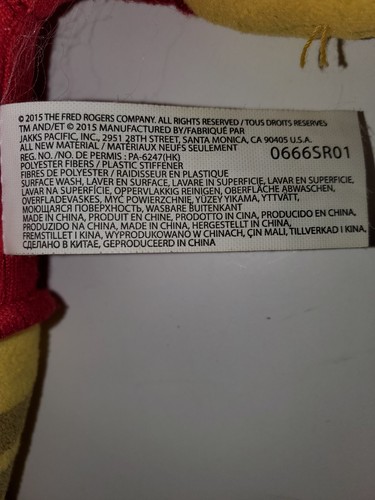 © 2015 THE FRED ROGERS COMPANY. ALL RIGHTS RESERVED / TOUS DROITS RESERVÉS
TM AND/ET © 2015 MANUFACTURED BY/FABRIQUÉ PAR
JAKKS PACIFIC, INC., 2951 28TH STREET, SANTA MONICA, CA 90405 U.S.A.
ALL NEW MATERIAL / MATÉRIAUX NEUFS SEULEMENT
REG. NO./NO. DE PERMIS : PA-6247(HK) 0666SR01
POLYESTER FIBERS / PLASTIC STIFFENER
FIBRES DE POLYESTER / RAIDISSEUR EN PLASTIQUE
SURFACE WASH, LAVER EN SURFACE, LAVARE IN SUPERFICIE, LAVAR EN SUPERFICIE,
LAVAR NA SUPERFÍCIE, OPPERVLAKKIG REINIGEN, OBERFLÄCHE ABWASCHEN,
OVERFLADEVASKES, MYĆ POWIERZCHNIĘ, YÜZEY YIKAMA, YTTVÄTT,
МОЮЩАЯСЯ ПОВЕРХНОСТЬ, WASBARE BUITENKANT
MADE IN CHINA, PRODUIT EN CHINE, PRODOTTO IN CINA, PRODUCIDO EN CHINA,
PRODUZIDO NA CHINA, MADE IN CHINA, HERGESTELLT IN CHINA,
FREMSTILLET I KINA, WYPRODUKOWANO W CHINACH, ÇIN MALI, TILLVERKAD I KINA,
СДЕЛАНО В КИТАЕ, GEPRODUCEERD IN CHINA